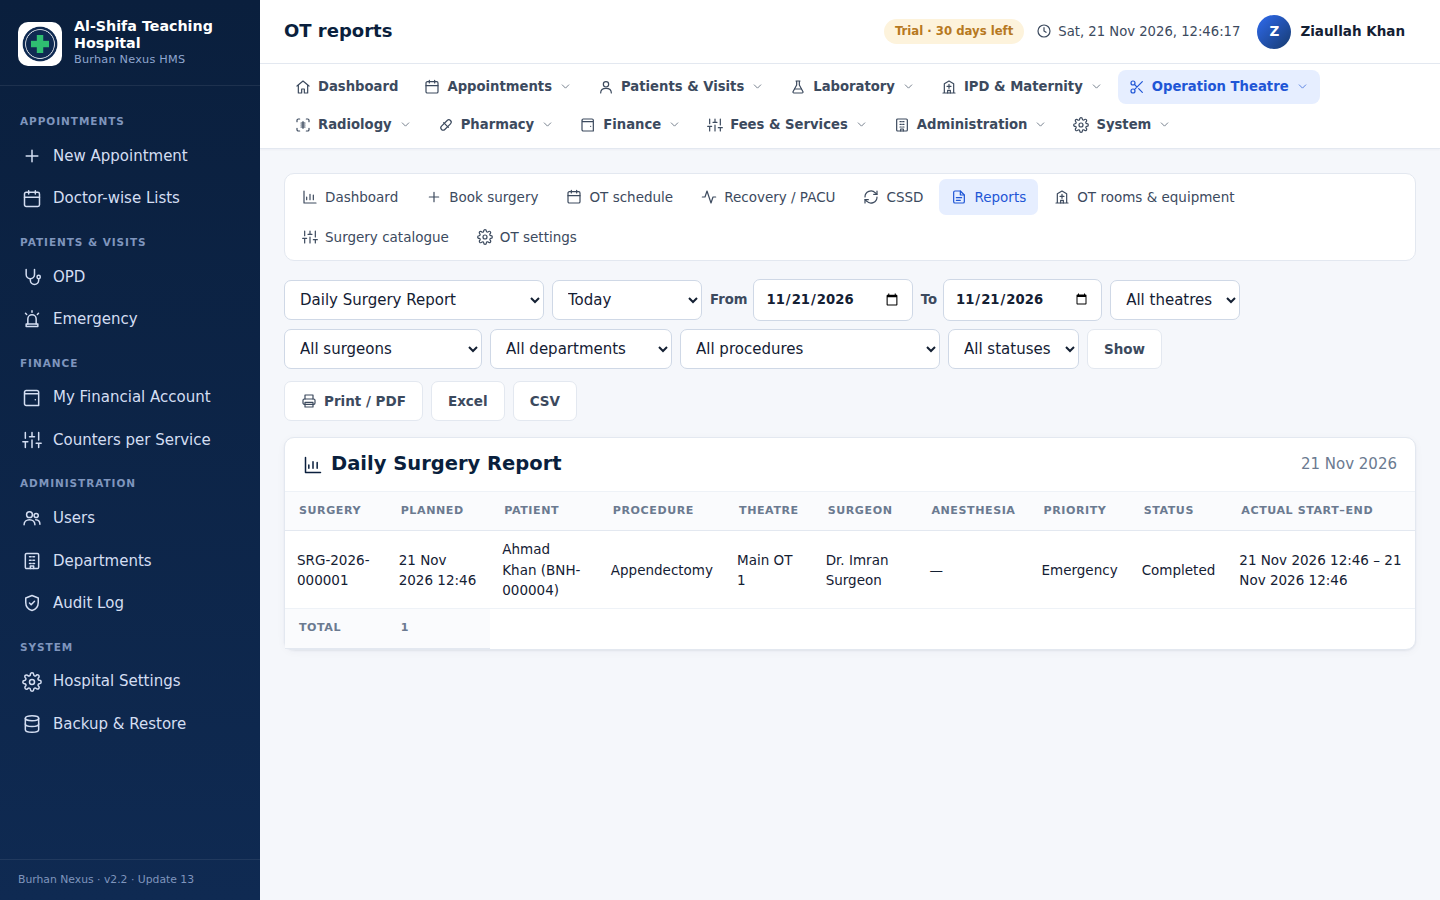 Al-Shifa Teaching
Hospital
Burhan Nexus HMS
APPOINTMENTS
New Appointment
Doctor-wise Lists
PATIENTS & VISITS
OPD
Emergency
FINANCE
My Financial Account
Counters per Service
ADMINISTRATION
Users
Departments
Audit Log
SYSTEM
Hospital Settings
Backup & Restore
Burhan Nexus · v2.2 · Update 13
OT reports
Trial · 30 days left
Sat, 21 Nov 2026, 12:46:17
Z
Ziaullah Khan
Dashboard Appointments Patients & Visits Laboratory IPD & Maternity Operation Theatre
Radiology Pharmacy Finance Fees & Services Administration System
Dashboard Book surgery OT schedule Recovery / PACU CSSD Reports OT rooms & equipment
Surgery catalogue OT settings
Daily Surgery Report Today From 11/21/2026 To 11/21/2026 All theatres
All surgeons All departments All procedures All statuses Show
Print / PDF Excel CSV
Daily Surgery Report 21 Nov 2026
SURGERY PLANNED PATIENT PROCEDURE THEATRE SURGEON ANESTHESIA PRIORITY STATUS ACTUAL START–END
SRG-2026-
000001
21 Nov
2026 12:46
Ahmad
Khan (BNH-
000004)
Appendectomy
Main OT
1
Dr. Imran
Surgeon
—
Emergency
Completed
21 Nov 2026 12:46 – 21
Nov 2026 12:46
TOTAL 1